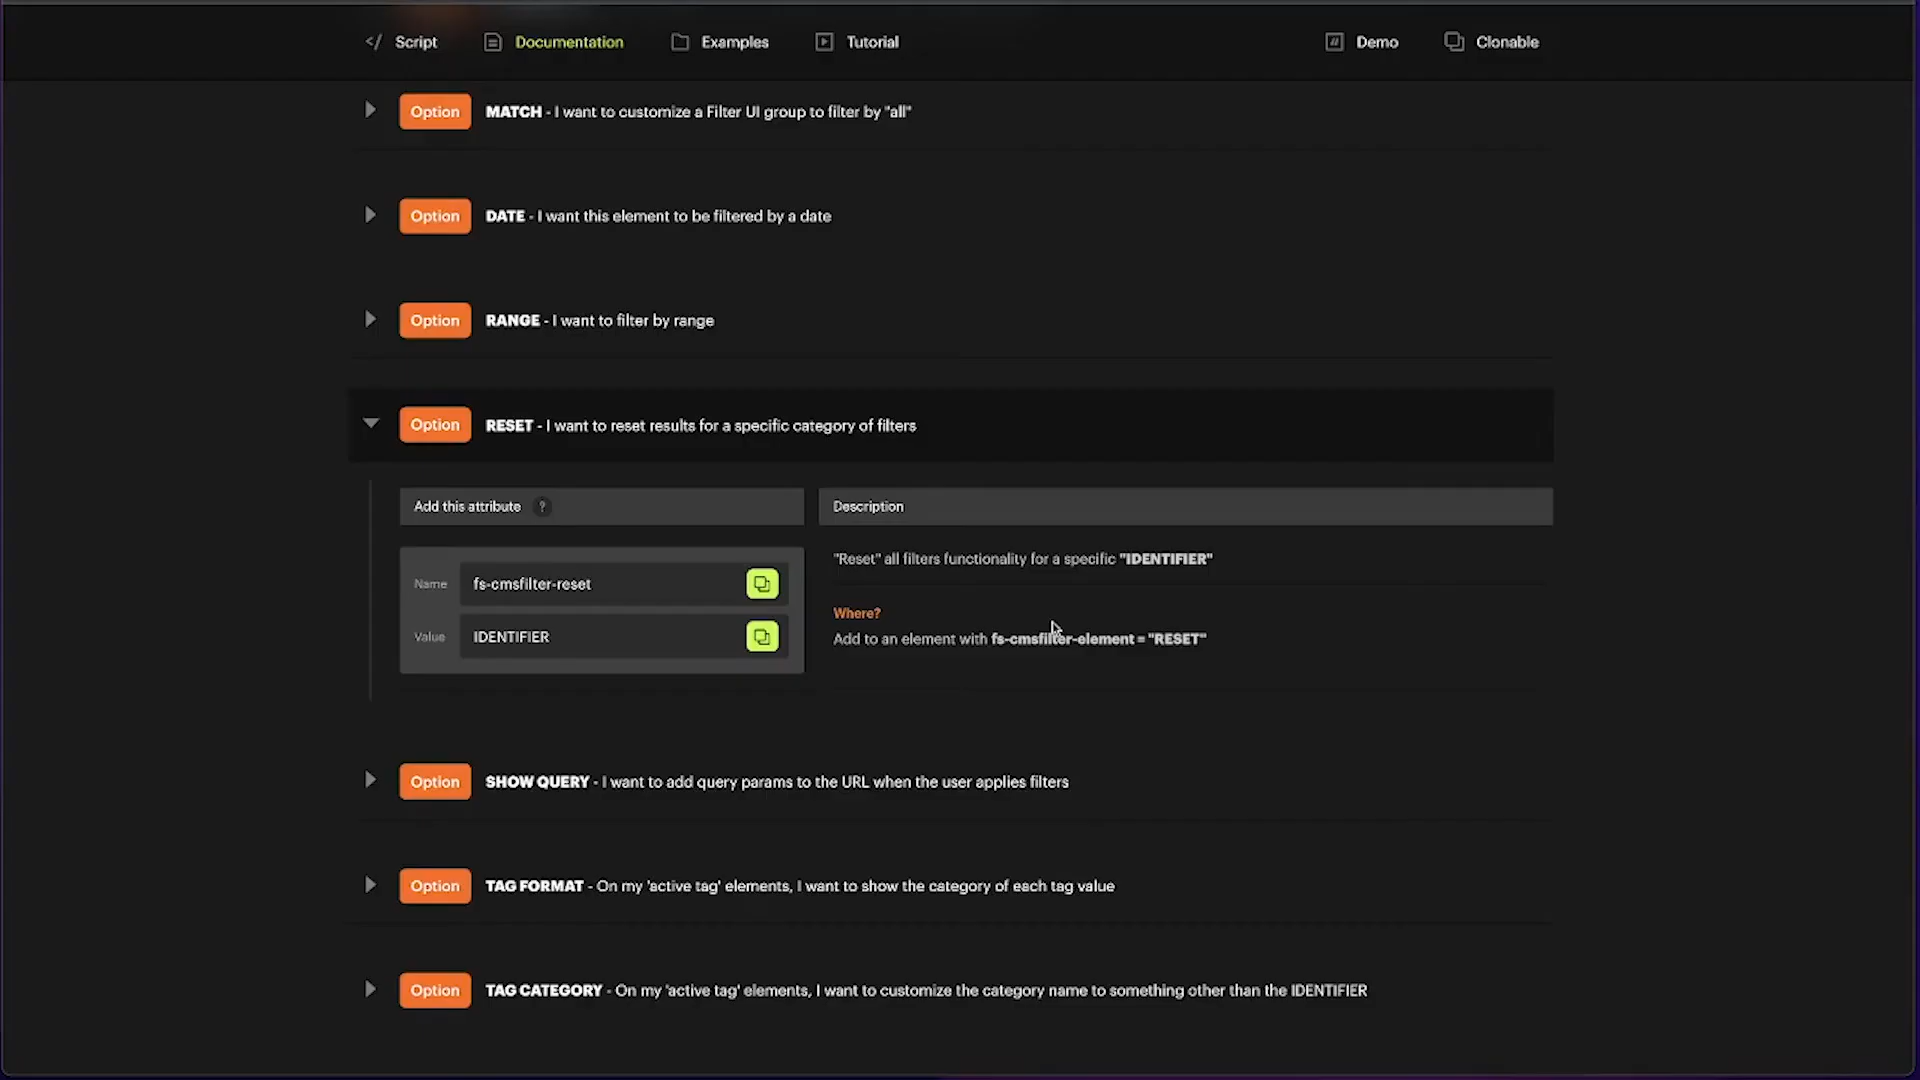 </> Script
Documentation
Examples
Tutorial
Demo
Clonable
Option MATCH - I want to customize a Filter UI group to filter by "all"
Option DATE - I want this element to be filtered by a date
Option RANGE - I want to filter by range
Option RESET - I want to reset results for a specific category of filters
Add this attribute ?
Description
Name fs-cmsfilter-reset
Value IDENTIFIER
"Reset" all filters functionality for a specific "IDENTIFIER"
Where?
Add to an element with fs-cmsfilter-element = "RESET"
Option SHOW QUERY - I want to add query params to the URL when the user applies filters
Option TAG FORMAT - On my 'active tag' elements, I want to show the category of each tag value
Option TAG CATEGORY - On my 'active tag' elements, I want to customize the category name to something other than the IDENTIFIER